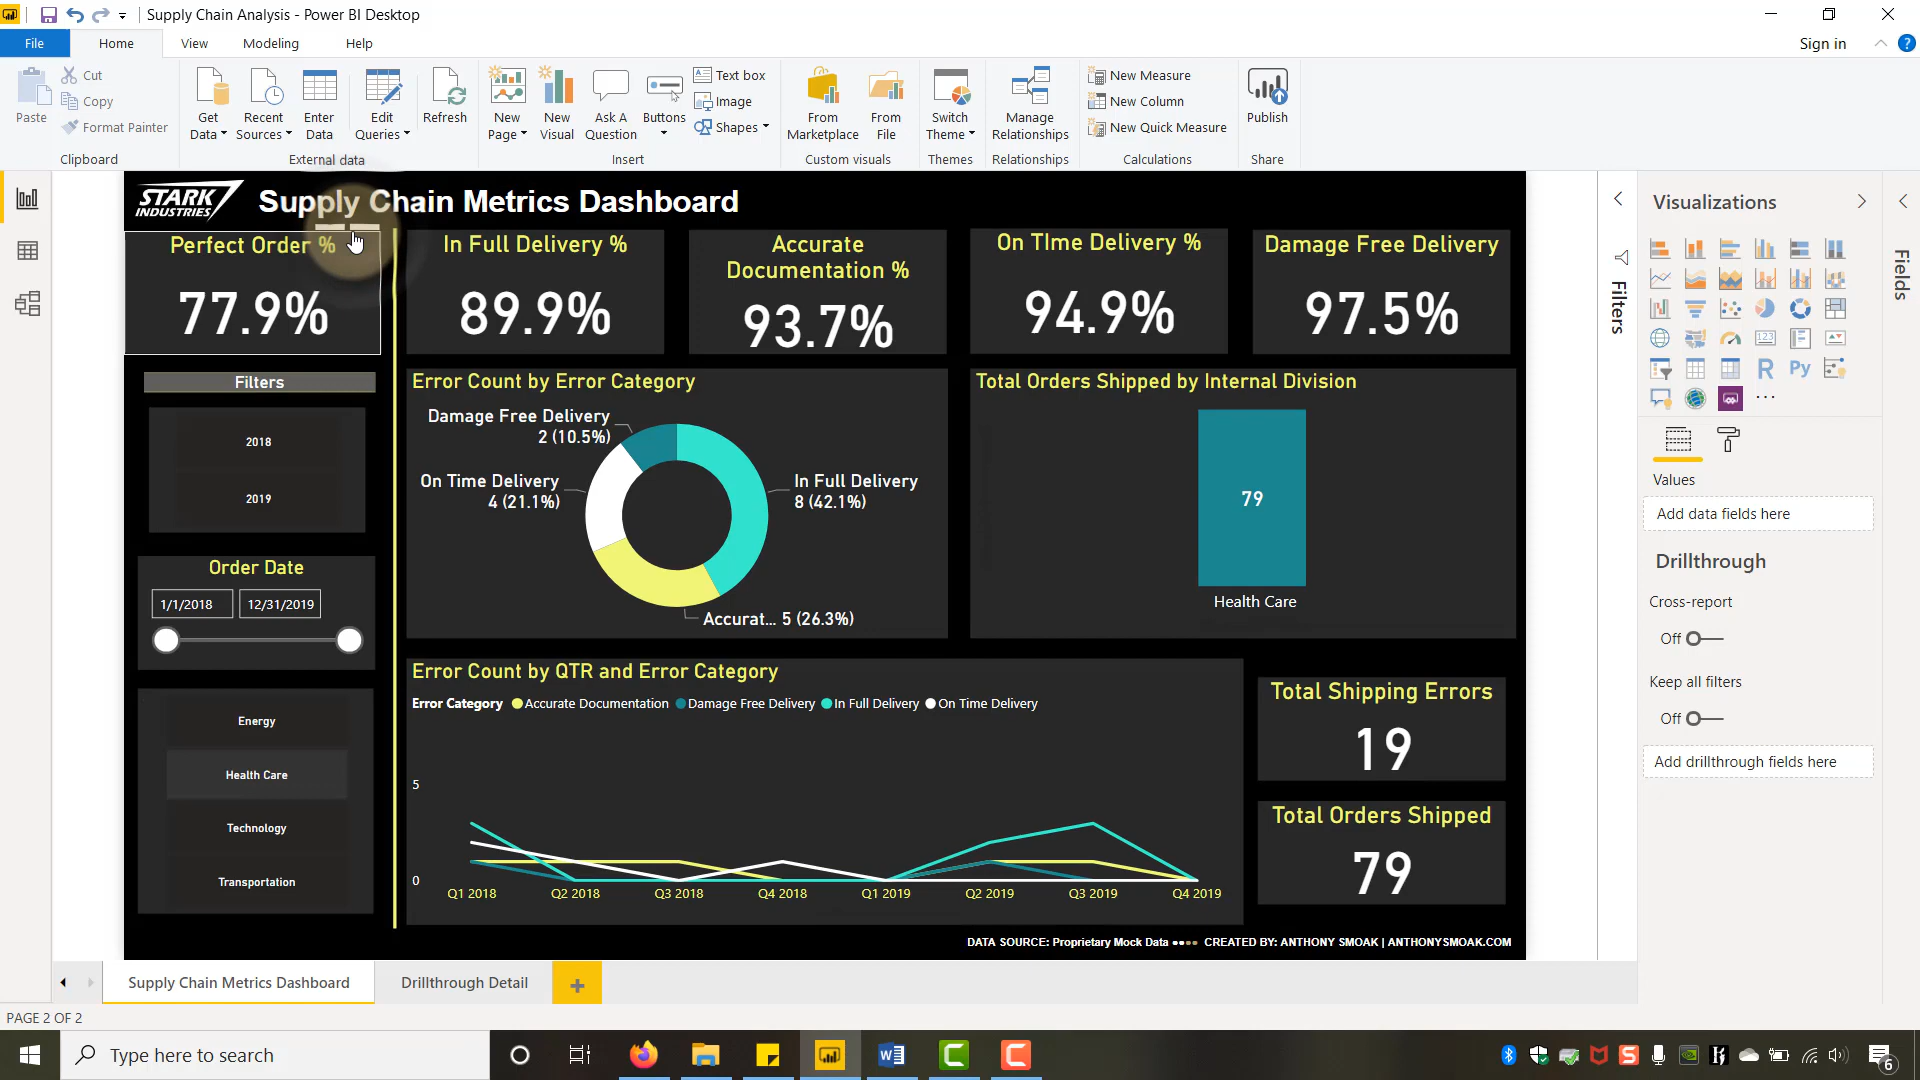 Supply Chain Analysis - Power BI Desktop
File Home View Modeling Help Sign in
Paste
Cut
Copy
Format Painter
Clipboard
Get Data
Recent Sources
Enter Data
Edit Queries
Refresh
External data
New Page
New Visual
Ask A Question
Buttons
Text box
Image
Shapes
Insert
From Marketplace
From File
Custom visuals
Switch Theme
Themes
Manage Relationships
Relationships
New Measure
New Column
New Quick Measure
Calculations
Publish
Share
STARK INDUSTRIES
Supply Chain Metrics Dashboard
Perfect Order %
77.9%
In Full Delivery %
89.9%
Accurate
Documentation %
93.7%
On TIme Delivery %
94.9%
Damage Free Delivery
97.5%
Filters
2018
2019
Order Date
1/1/2018 12/31/2019
Energy
Health Care
Technology
Transportation
Error Count by Error Category
Damage Free Delivery
2 (10.5%)
On Time Delivery
4 (21.1%)
In Full Delivery
8 (42.1%)
Accurat... 5 (26.3%)
Total Orders Shipped by Internal Division
79
Health Care
Error Count by QTR and Error Category
Error Category Accurate Documentation Damage Free Delivery In Full Delivery On Time Delivery
5
0
Q1 2018 Q2 2018 Q3 2018 Q4 2018 Q1 2019 Q2 2019 Q3 2019 Q4 2019
Total Shipping Errors
19
Total Orders Shipped
79
DATA SOURCE: Proprietary Mock Data CREATED BY: ANTHONY SMOAK | ANTHONYSMOAK.COM
Filters
Visualizations
R Py
123
Values
Add data fields here
Drillthrough
Cross-report
Off
Keep all filters
Off
Add drillthrough fields here
Fields
Supply Chain Metrics Dashboard Drillthrough Detail +
PAGE 2 OF 2
Type here to search
6